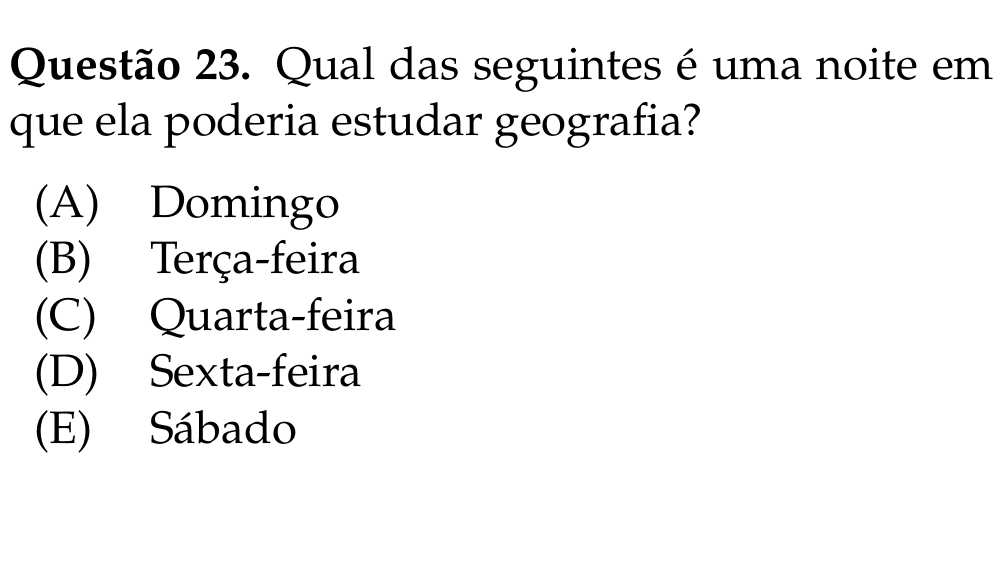 Questão 23. Qual das seguintes é uma noite em
que ela poderia estudar geografia?
(A) Domingo
(B) Terça-feira
(C) Quarta-feira
(D) Sexta-feira
(E) Sábado